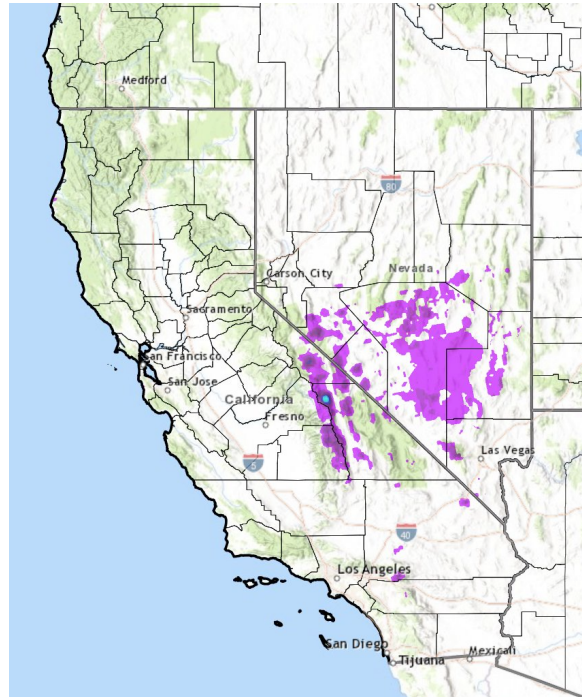 Medford
80
Nevada
Carson City
Sacramento
San Francisco
San Jose
California
Fresno
Las Vegas
5
40
Los Angeles
San Diego
Tijuana
Mexicali